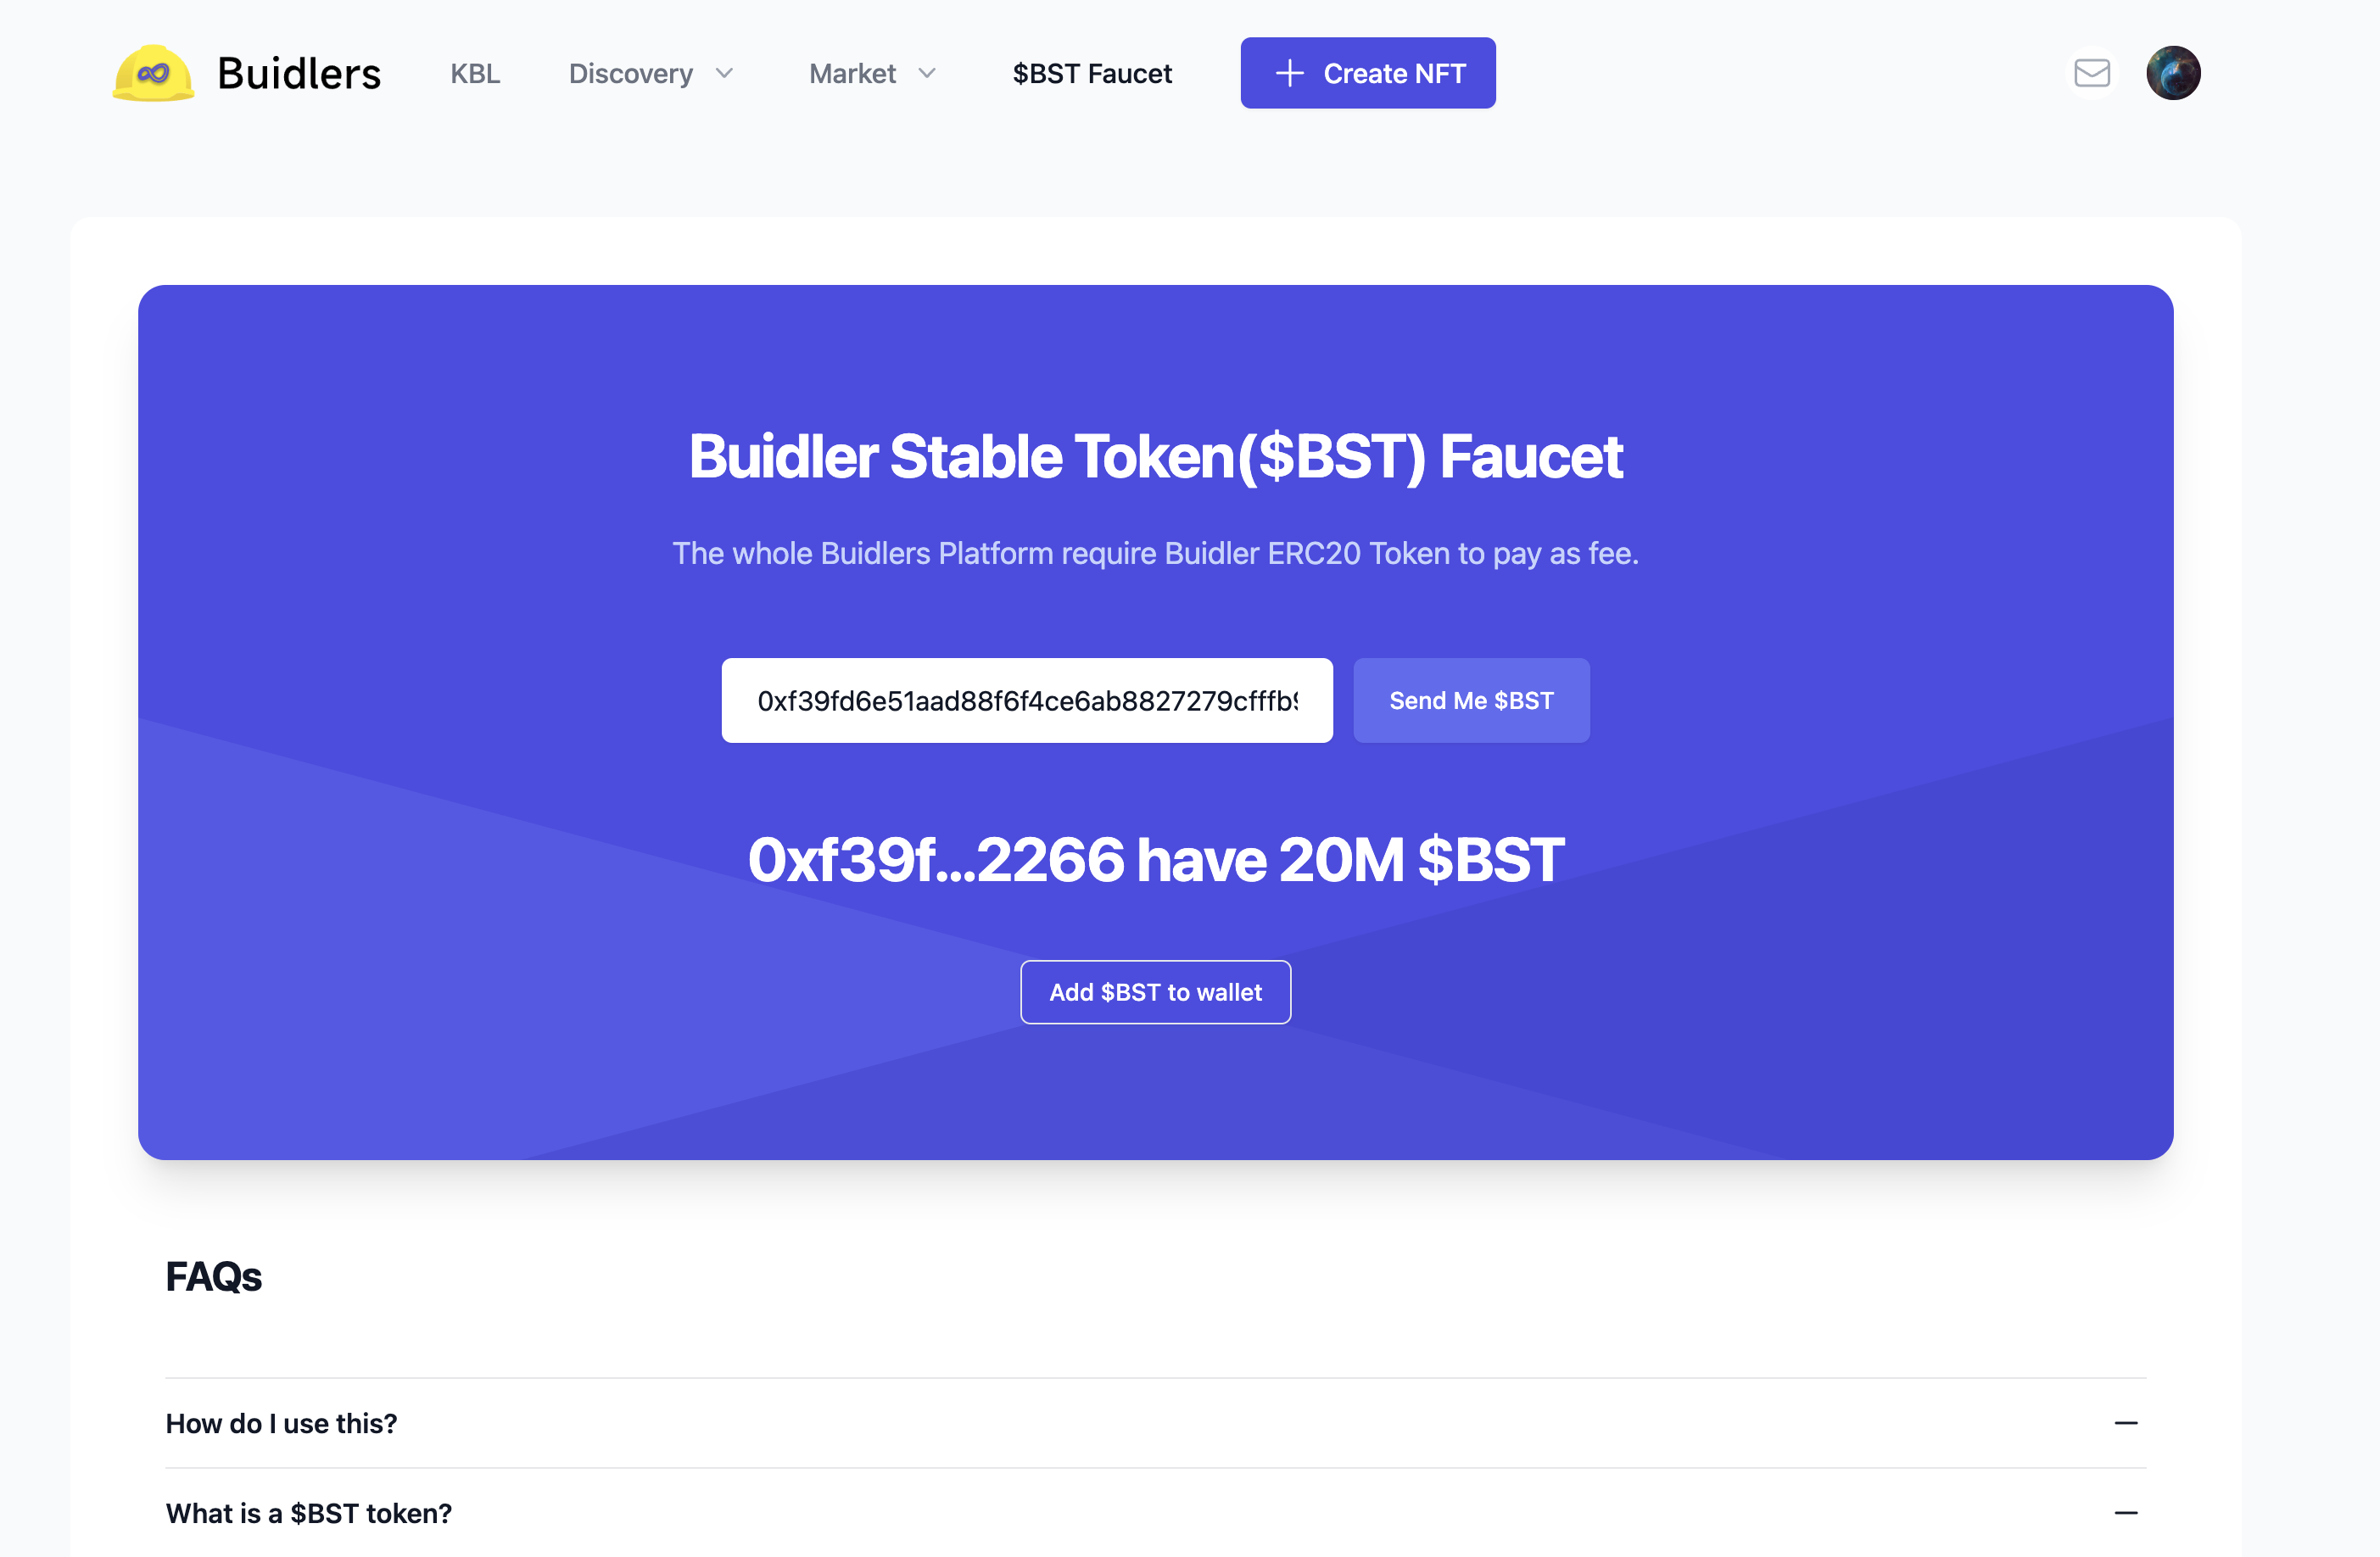 Buidlers
KBL
Discovery
Market
$BST Faucet
Create NFT
Buidler Stable Token($BST) Faucet
The whole Buidlers Platform require Buidler ERC20 Token to pay as fee.
0xf39fd6e51aad88f6f4ce6ab8827279cfffb9
Send Me $BST
0xf39f...2266 have 20M $BST
Add $BST to wallet
FAQs
How do I use this?
What is a $BST token?